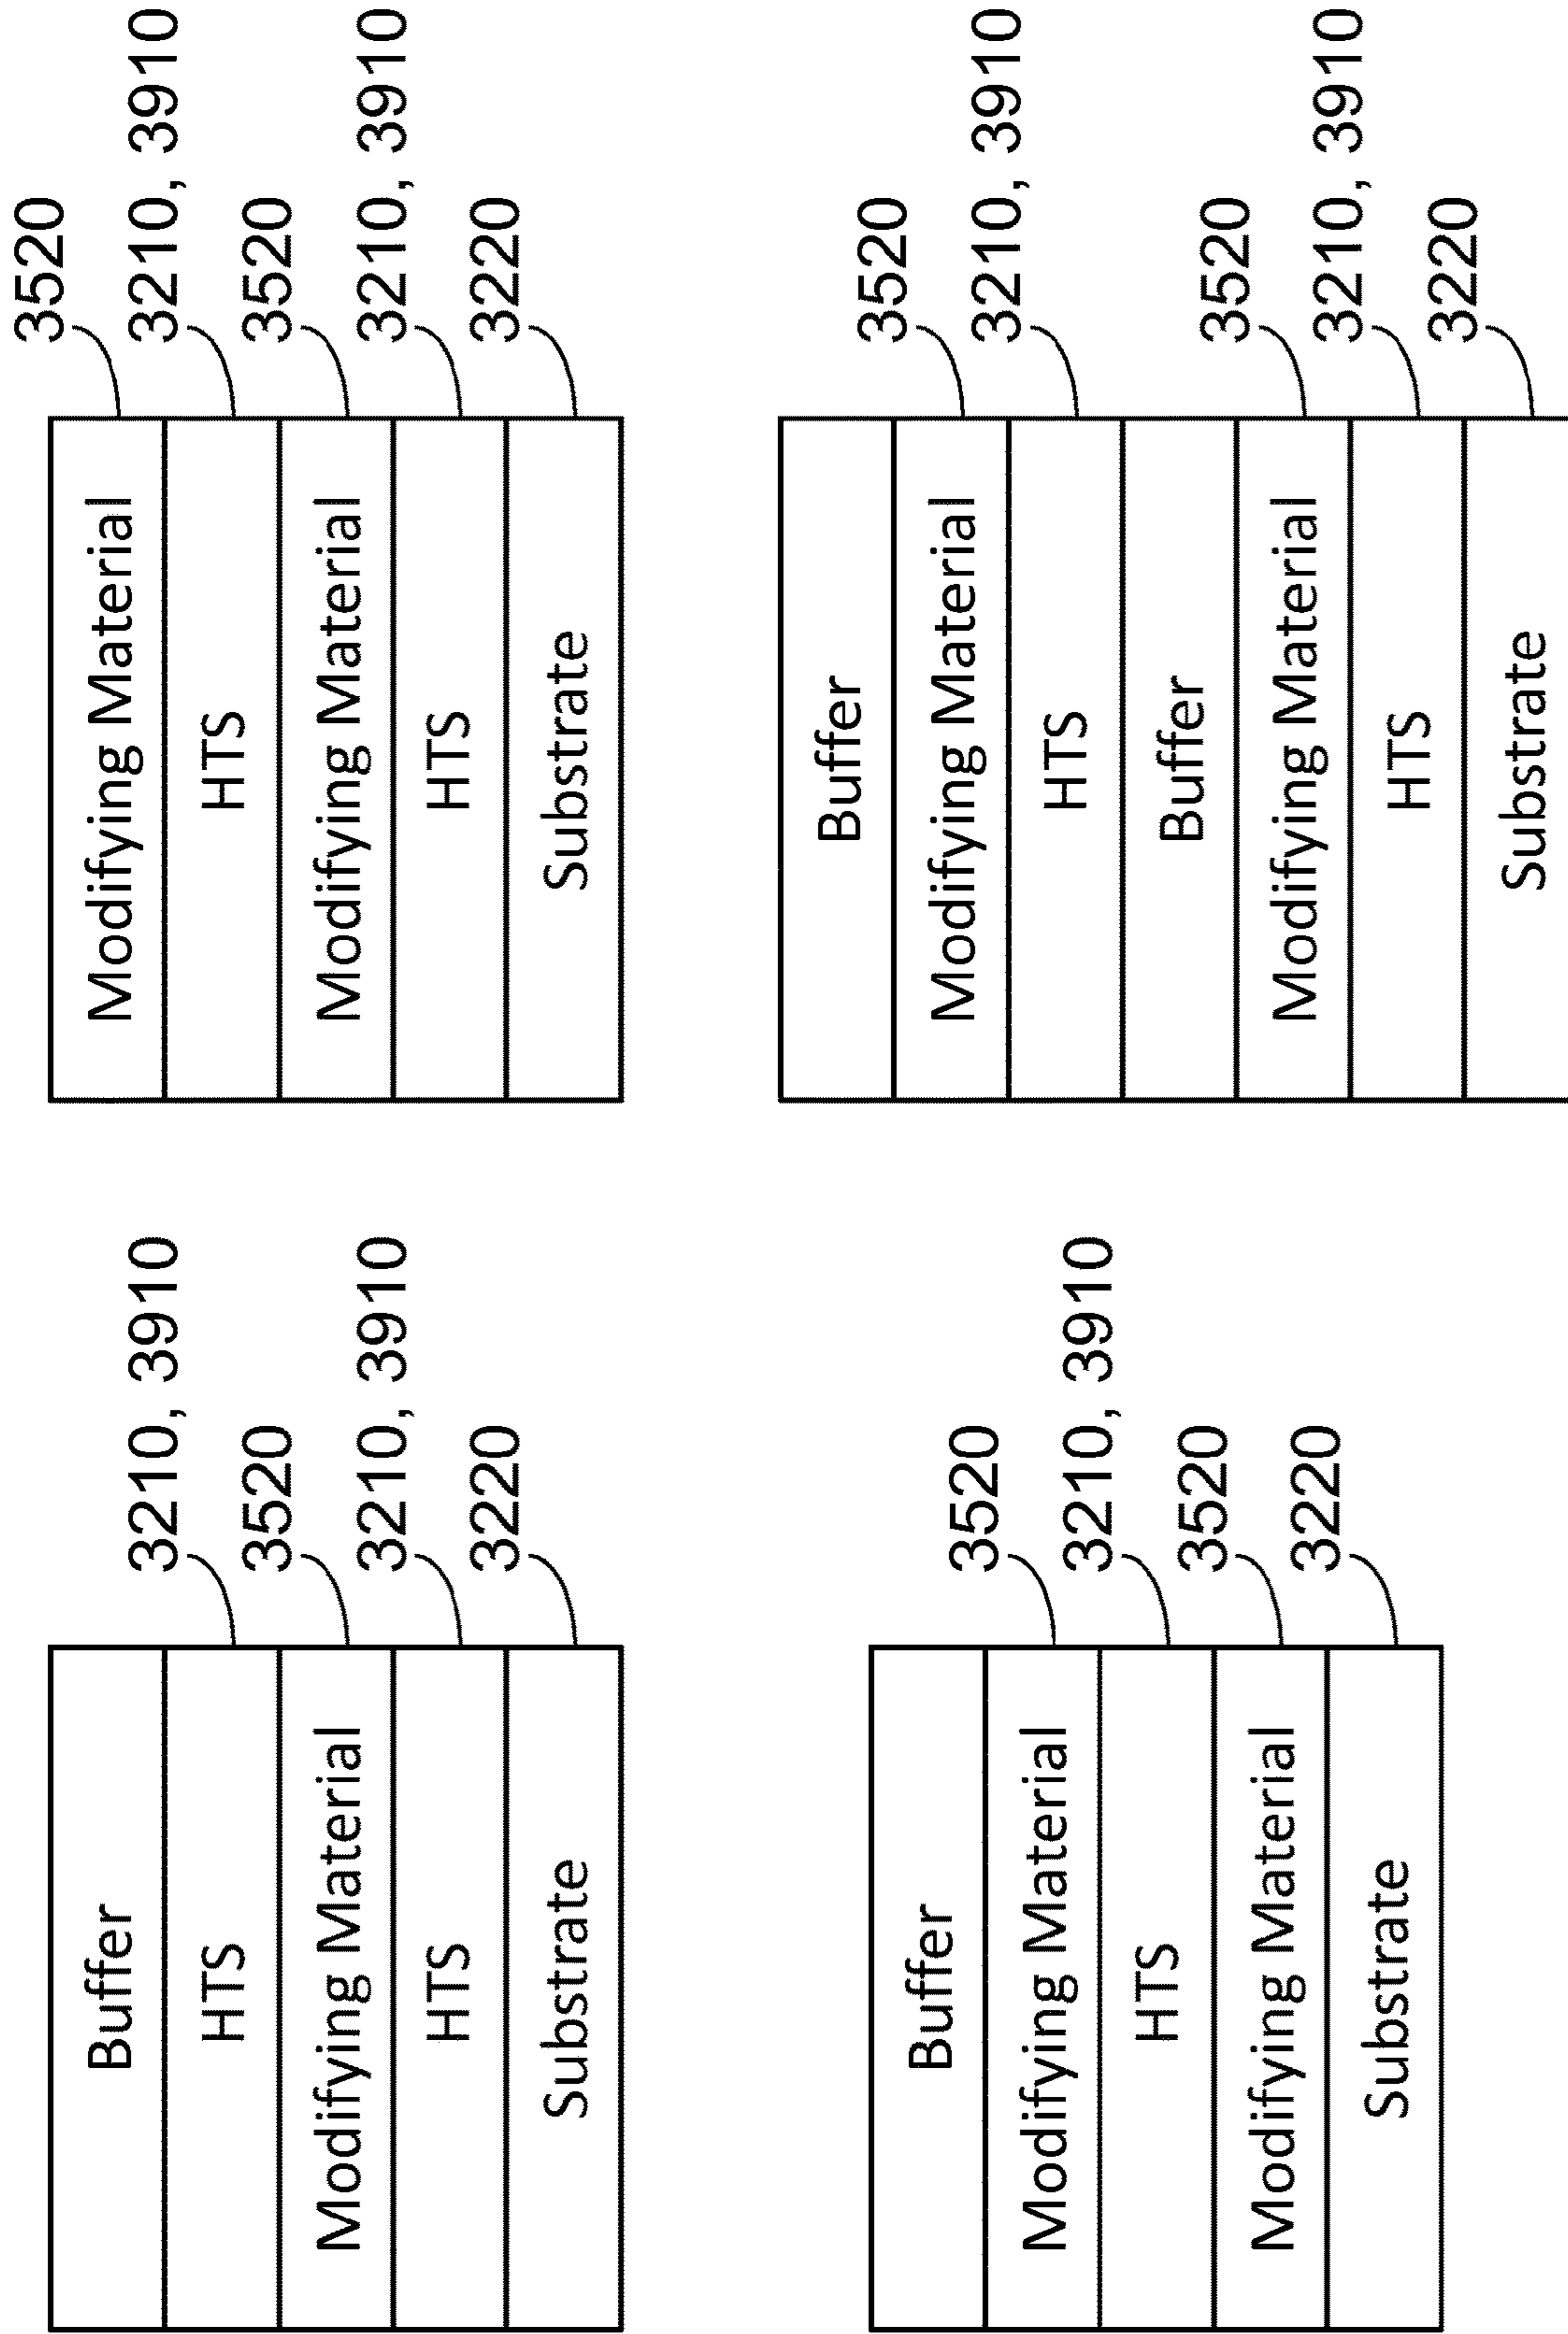 Buffer
HTS 3210, 3910
Modifying Material 3520
HTS 3210, 3910
Substrate 3220
Modifying Material 3520
HTS 3210, 3910
Modifying Material 3520
HTS 3210, 3910
Substrate 3220
Buffer
Modifying Material 3520
HTS 3210, 3910
Modifying Material 3520
Substrate 3220
Buffer
Modifying Material 3520
HTS 3210, 3910
Buffer
Modifying Material 3520
HTS 3210, 3910
Substrate 3220